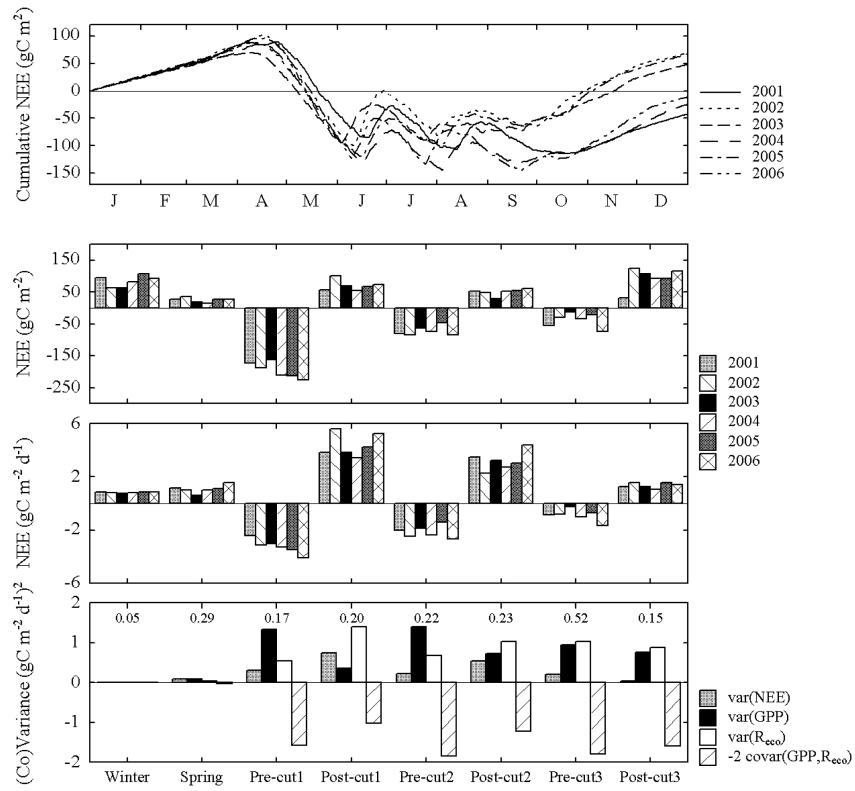 Cumulative NEE (gC m²)
100
50
0
-50
-100
-150
J F M A M J J A S O N D
2001
2002
2003
2004
2005
2006
NEE (gC m⁻²)
150
50
-50
-150
-250
2001
2002
2003
2004
2005
2006
NEE (gC m⁻² d⁻¹)
6
2
-2
-6
(Co)Variance (gC m⁻² d⁻¹)²
2
1
0
-1
-2
0.05 0.29 0.17 0.20 0.22 0.23 0.52 0.15
var(NEE)
var(GPP)
var(Reco)
-2 covar(GPP,Reco)
Winter Spring Pre-cut1 Post-cut1 Pre-cut2 Post-cut2 Pre-cut3 Post-cut3